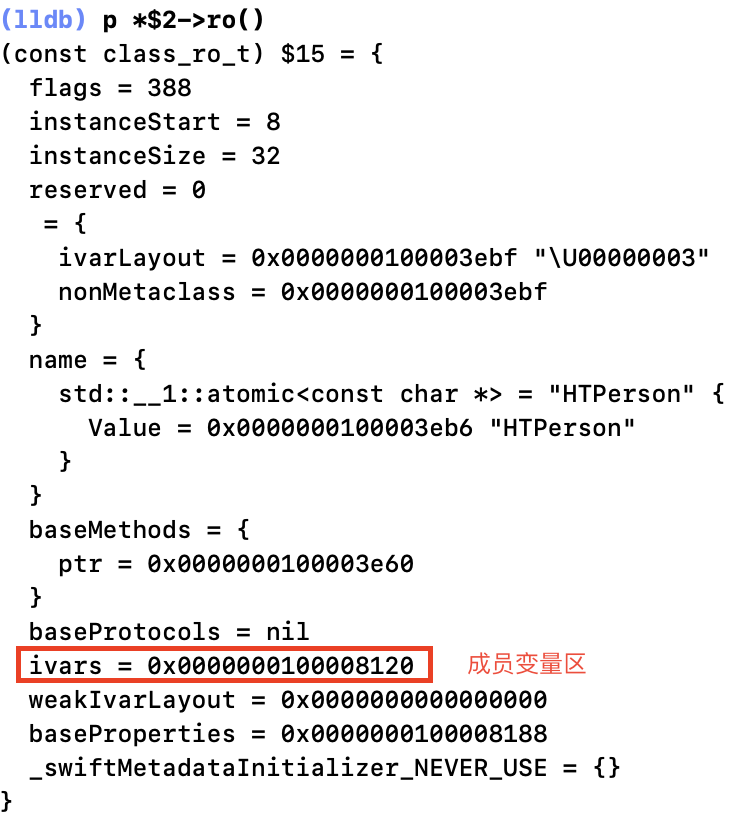 (lldb) p *$2->ro()
(const class_ro_t) $15 = {
  flags = 388
  instanceStart = 8
  instanceSize = 32
  reserved = 0
   = {
    ivarLayout = 0x0000000100003ebf "\U00000003"
    nonMetaclass = 0x0000000100003ebf
  }
  name = {
    std::__1::atomic<const char *> = "HTPerson" {
      Value = 0x0000000100003eb6 "HTPerson"
    }
  }
  baseMethods = {
    ptr = 0x0000000100003e60
  }
  baseProtocols = nil
  ivars = 0x0000000100008120 成员变量区
  weakIvarLayout = 0x0000000000000000
  baseProperties = 0x0000000100008188
  _swiftMetadataInitializer_NEVER_USE = {}
}